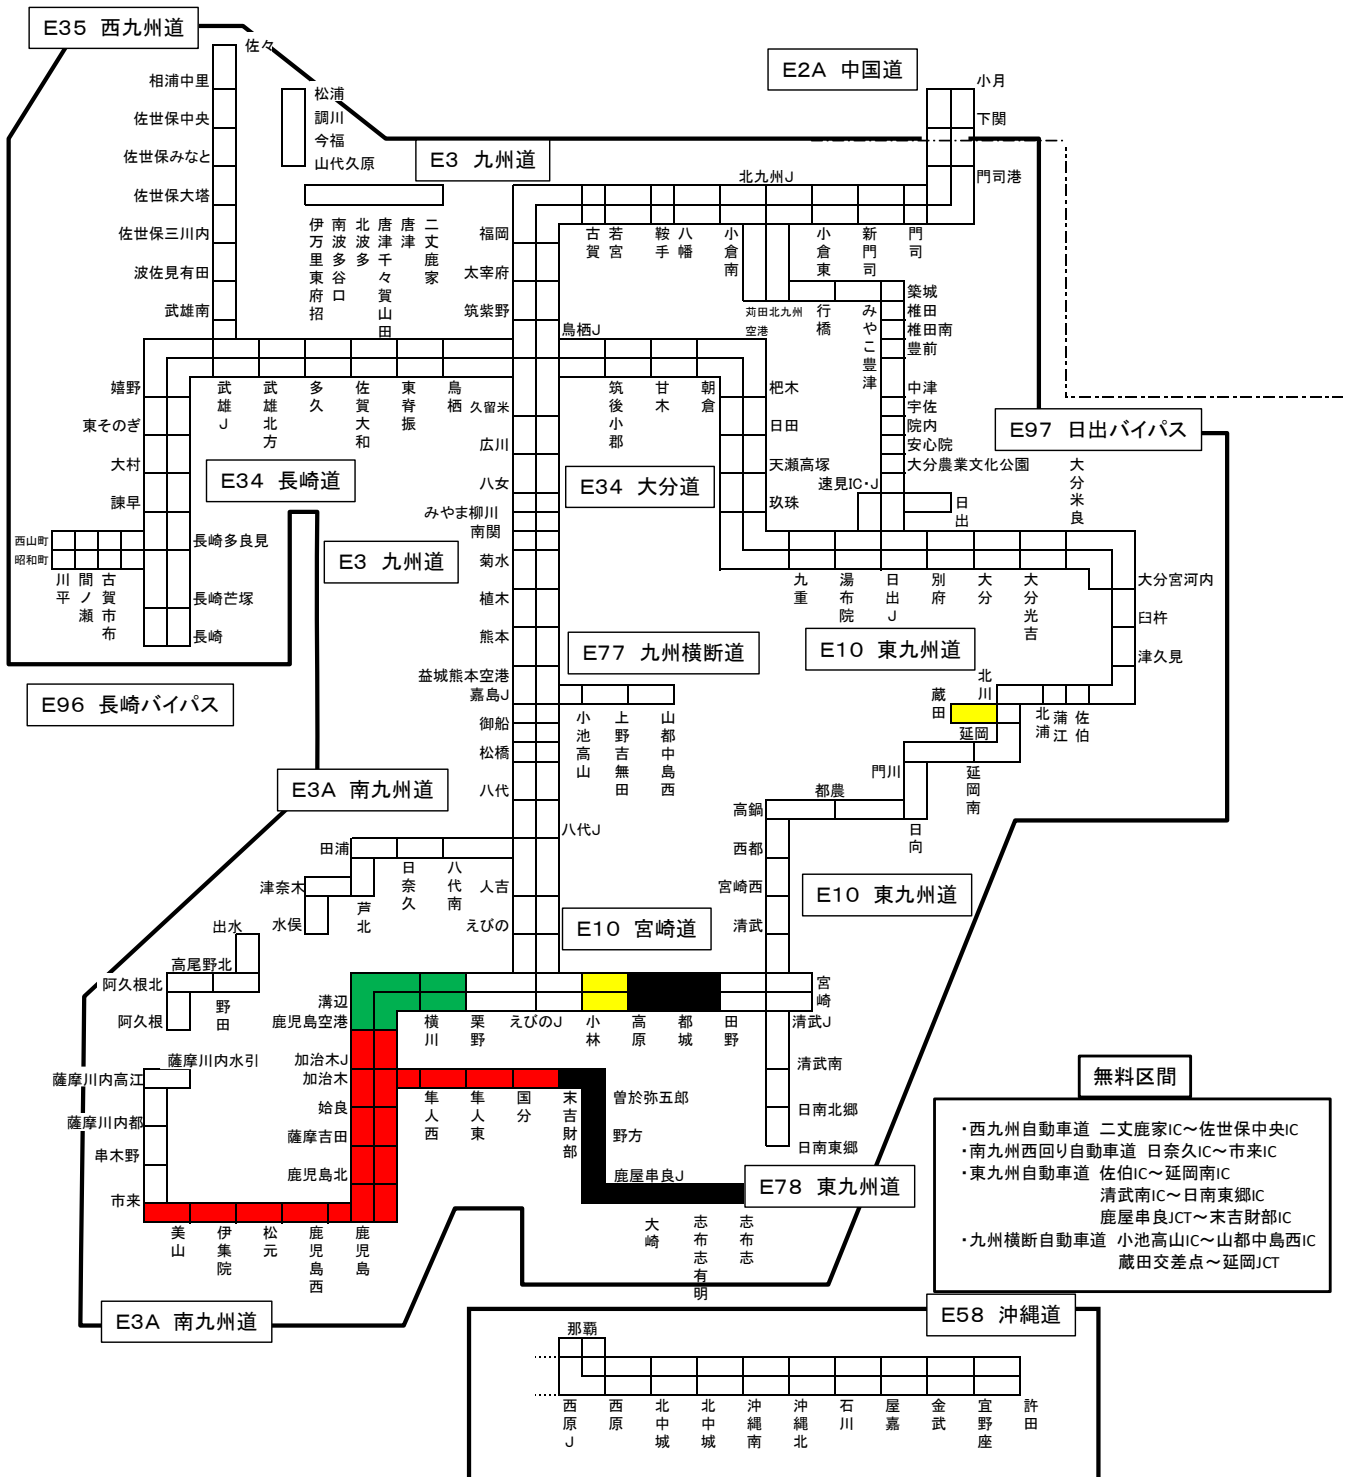 E35 西九州道
佐々
相浦中里
佐世保中央
佐世保みなと
佐世保大塔
佐世保三川内
波佐見有田
武雄南
松浦
調川
今福
山代久原
E3 九州道
伊万里東府招
南波多谷口
北波多
唐津千々賀山田
唐津
二丈鹿家
E2A 中国道
小月
下関
門司港
北九州J
福岡
太宰府
筑紫野
鳥栖J
古賀
若宮
鞍手
八幡
小倉南
小倉東
新門司
門司
苅田北九州
空港
行橋
みやこ豊津
築城
椎田
椎田南
豊前
中津
宇佐
院内
安心院
大分農業文化公園
速見IC・J
日出
E97 日出バイパス
大分米良
嬉野
東そのぎ
大村
諫早
武雄J
武雄北方
多久
佐賀大和
東脊振
鳥栖
久留米
広川
八女
みやま柳川
南関
菊水
植木
熊本
益城熊本空港
嘉島J
御船
松橋
八代
八代J
筑後小郡
甘木
朝倉
杷木
日田
天瀬高塚
玖珠
E34 長崎道
E34 大分道
西山町
昭和町
川平
間ノ瀬
古賀市布
長崎多良見
長崎芒塚
長崎
E3 九州道
九重
湯布院
日出J
別府
大分
大分光吉
大分宮河内
臼杵
津久見
E77 九州横断道
E10 東九州道
小池高山
上野吉無田
山都中島西
北川
蔵田
延岡
北浦
蒲江
佐伯
E96 長崎バイパス
門川
延岡南
E3A 南九州道
都農
高鍋
日向
西都
宮崎西
清武
E10 東九州道
田浦
日奈久
八代南
津奈木
芦北
水俣
人吉
えびの
E10 宮崎道
出水
高尾野北
阿久根北
阿久根
野田
溝辺
鹿児島空港
横川
栗野
えびのJ
小林
高原
都城
田野
宮崎
清武J
清武南
日南北郷
日南東郷
薩摩川内水引
薩摩川内高江
薩摩川内都
串木野
市来
加治木J
加治木
姶良
薩摩吉田
鹿児島北
隼人西
隼人東
国分
末吉財部
曽於弥五郎
野方
鹿屋串良J
E78 東九州道
大崎
志布志有明
志布志
美山
伊集院
松元
鹿児島西
鹿児島
E3A 南九州道
無料区間
・西九州自動車道 二丈鹿家IC～佐世保中央IC
・南九州西回り自動車道 日奈久IC～市来IC
・東九州自動車道 佐伯IC～延岡南IC
清武南IC～日南東郷IC
鹿屋串良JCT～末吉財部IC
・九州横断自動車道 小池高山IC～山都中島西IC
蔵田交差点～延岡JCT
E58 沖縄道
那覇
西原J
西原
北中城
北中城
沖縄南
沖縄北
石川
屋嘉
金武
宜野座
許田